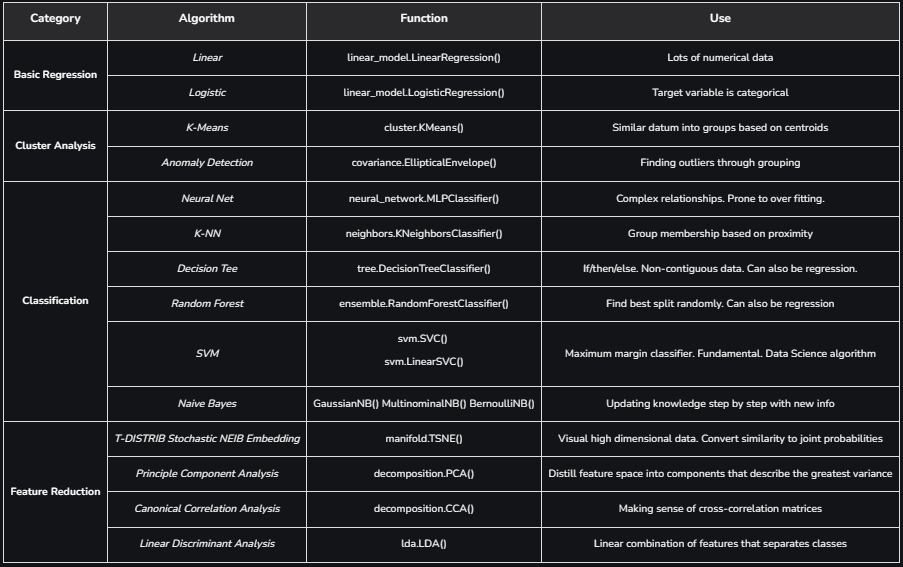 Category Algorithm Function Use
Basic Regression
Linear linear_model.LinearRegression() Lots of numerical data
Logistic linear_model.LogisticRegression() Target variable is categorical
Cluster Analysis
K-Means cluster.KMeans() Similar datum into groups based on centroids
Anomaly Detection covariance.EllipticalEnvelope() Finding outliers through grouping
Classification
Neural Net neural_network.MLPClassifier() Complex relationships. Prone to over fitting.
K-NN neighbors.KNeighborsClassifier() Group membership based on proximity
Decision Tee tree.DecisionTreeClassifier() If/then/else. Non-contiguous data. Can also be regression.
Random Forest ensemble.RandomForestClassifier() Find best split randomly. Can also be regression
SVM svm.SVC()
svm.LinearSVC() Maximum margin classifier. Fundamental. Data Science algorithm
Naive Bayes GaussianNB() MultinominalNB() BernoulliNB() Updating knowledge step by step with new info
Feature Reduction
T-DISTRIB Stochastic NEIB Embedding manifold.TSNE() Visual high dimensional data. Convert similarity to joint probabilities
Principle Component Analysis decomposition.PCA() Distill feature space into components that describe the greatest variance
Canonical Correlation Analysis decomposition.CCA() Making sense of cross-correlation matrices
Linear Discriminant Analysis lda.LDA() Linear combination of features that separates classes